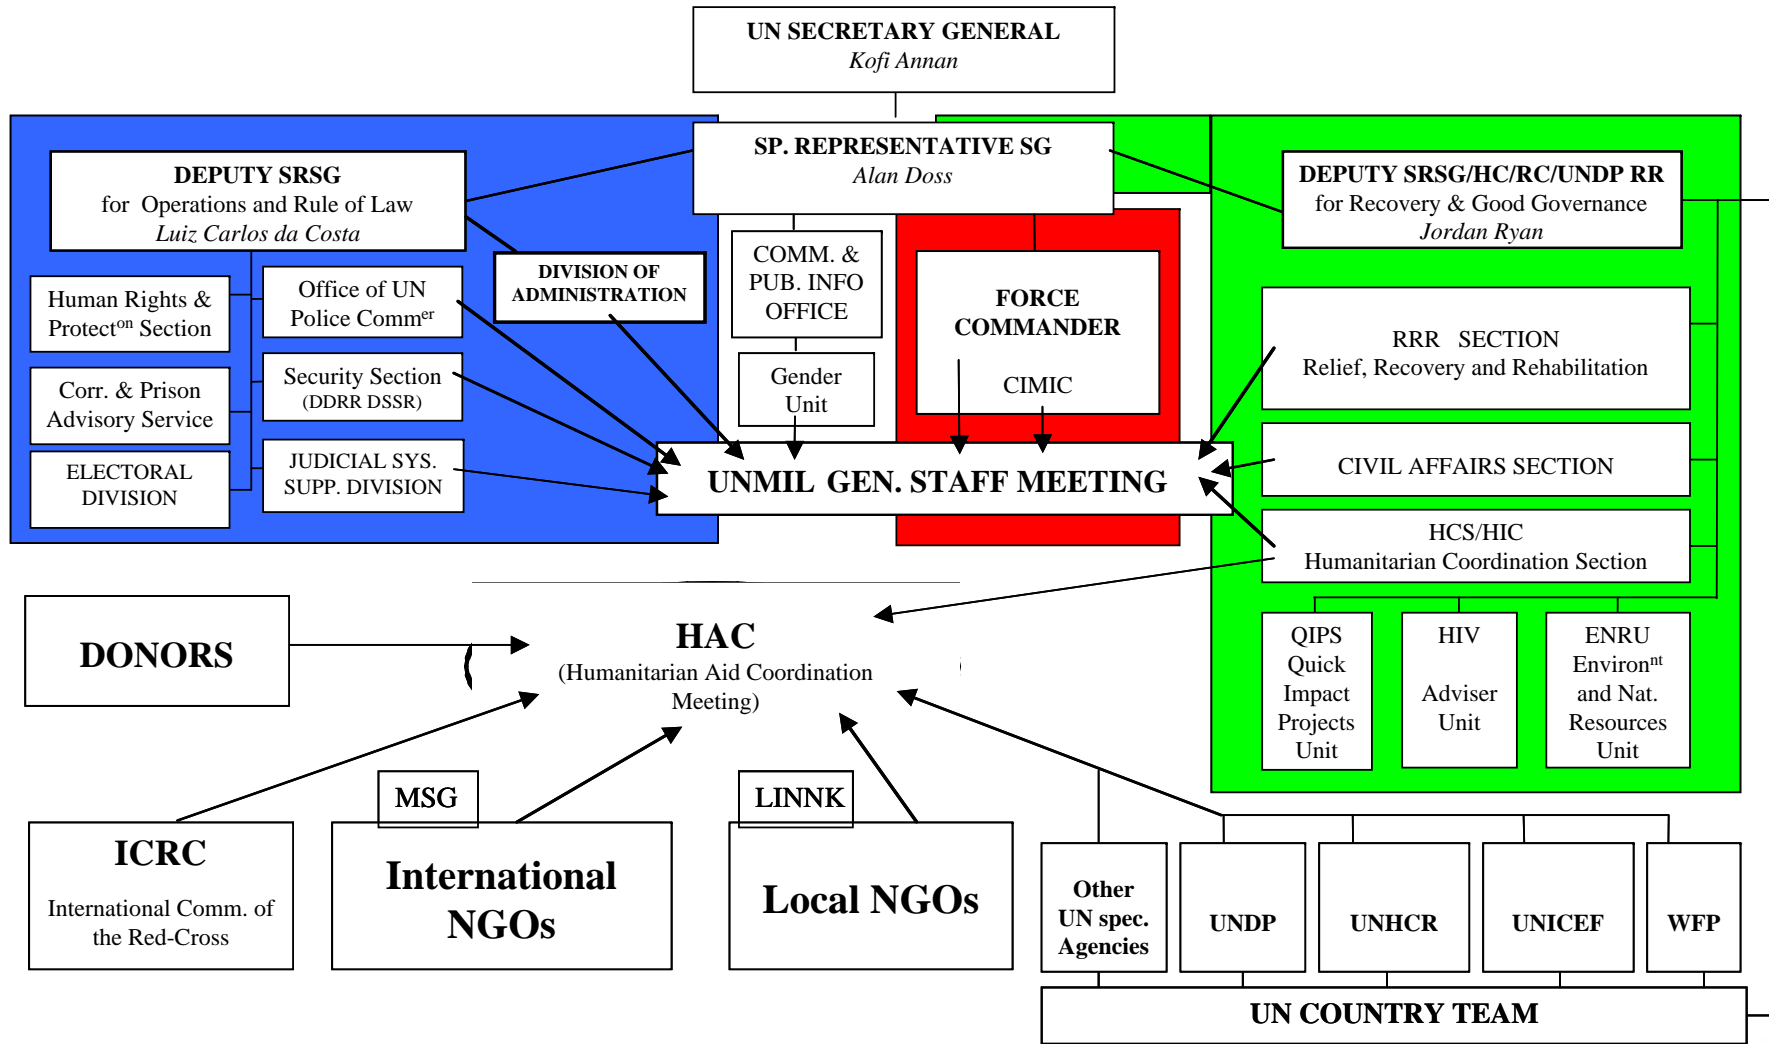 UN SECRETARY GENERAL
Kofi Annan
SP. REPRESENTATIVE SG
Alan Doss
DEPUTY SRSG
for Operations and Rule of Law
Luiz Carlos da Costa
DEPUTY SRSG/HC/RC/UNDP RR
for Recovery & Good Governance
Jordan Ryan
Human Rights &
Protectᵒⁿ Section
Office of UN
Police Commᵉʳ
DIVISION OF
ADMINISTRATION
COMM. &
PUB. INFO
OFFICE
FORCE
COMMANDER
CIMIC
RRR SECTION
Relief, Recovery and Rehabilitation
Corr. & Prison
Advisory Service
Security Section
(DDRR DSSR)
Gender
Unit
ELECTORAL
DIVISION
JUDICIAL SYS.
SUPP. DIVISION
UNMIL GEN. STAFF MEETING
CIVIL AFFAIRS SECTION
HCS/HIC
Humanitarian Coordination Section
QIPS
Quick
Impact
Projects
Unit
HIV
Adviser
Unit
ENRU
Environⁿᵗ
and Nat.
Resources
Unit
DONORS
HAC
(Humanitarian Aid Coordination
Meeting)
MSG
LINNK
ICRC
International Comm. of
the Red-Cross
International
NGOs
Local NGOs
Other
UN spec.
Agencies
UNDP
UNHCR
UNICEF
WFP
UN COUNTRY TEAM